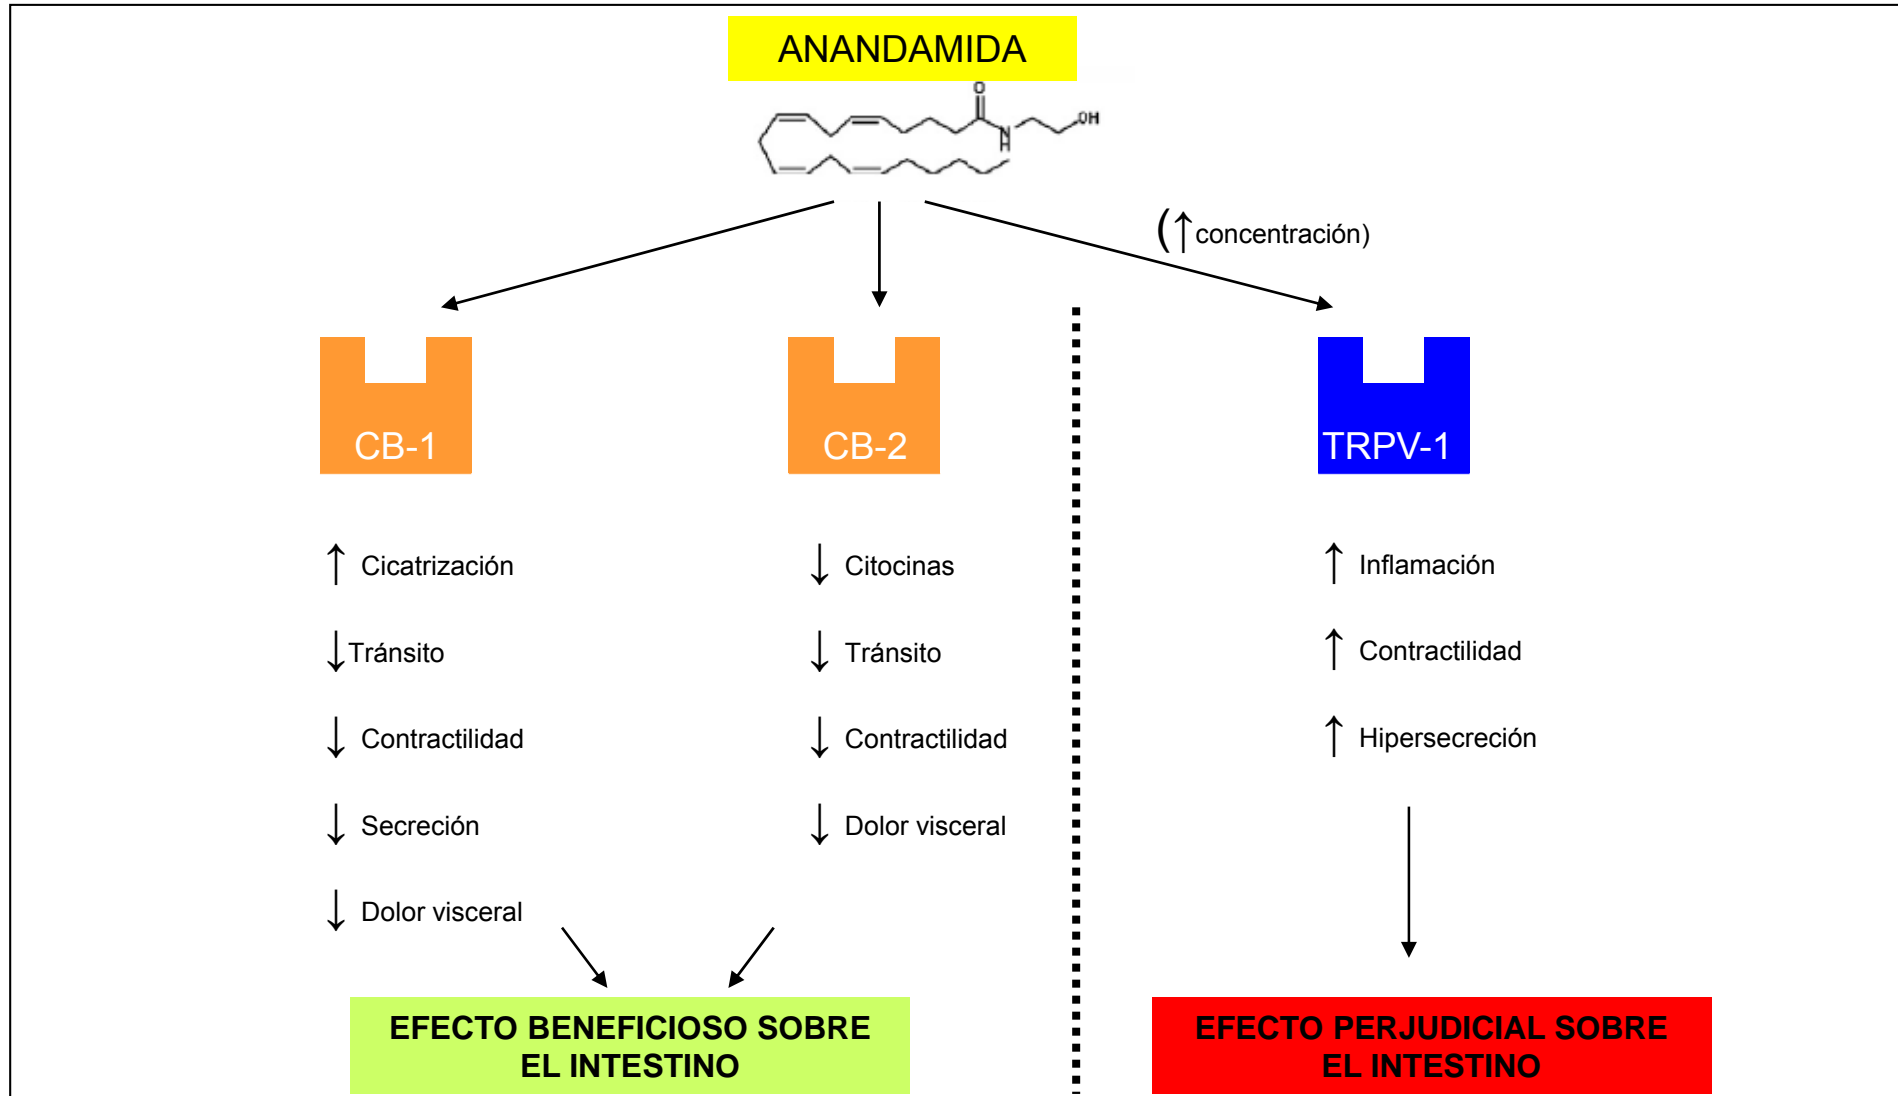 ANANDAMIDA
O
OH
N
H
(↑concentración)
CB-1
CB-2
TRPV-1
↑ Cicatrización
↓ Citocinas
↑ Inflamación
↓Tránsito
↓ Tránsito
↑ Contractilidad
↓ Contractilidad
↓ Contractilidad
↑ Hipersecreción
↓ Secreción
↓ Dolor visceral
↓ Dolor visceral
EFECTO BENEFICIOSO SOBRE
EL INTESTINO
EFECTO PERJUDICIAL SOBRE
EL INTESTINO